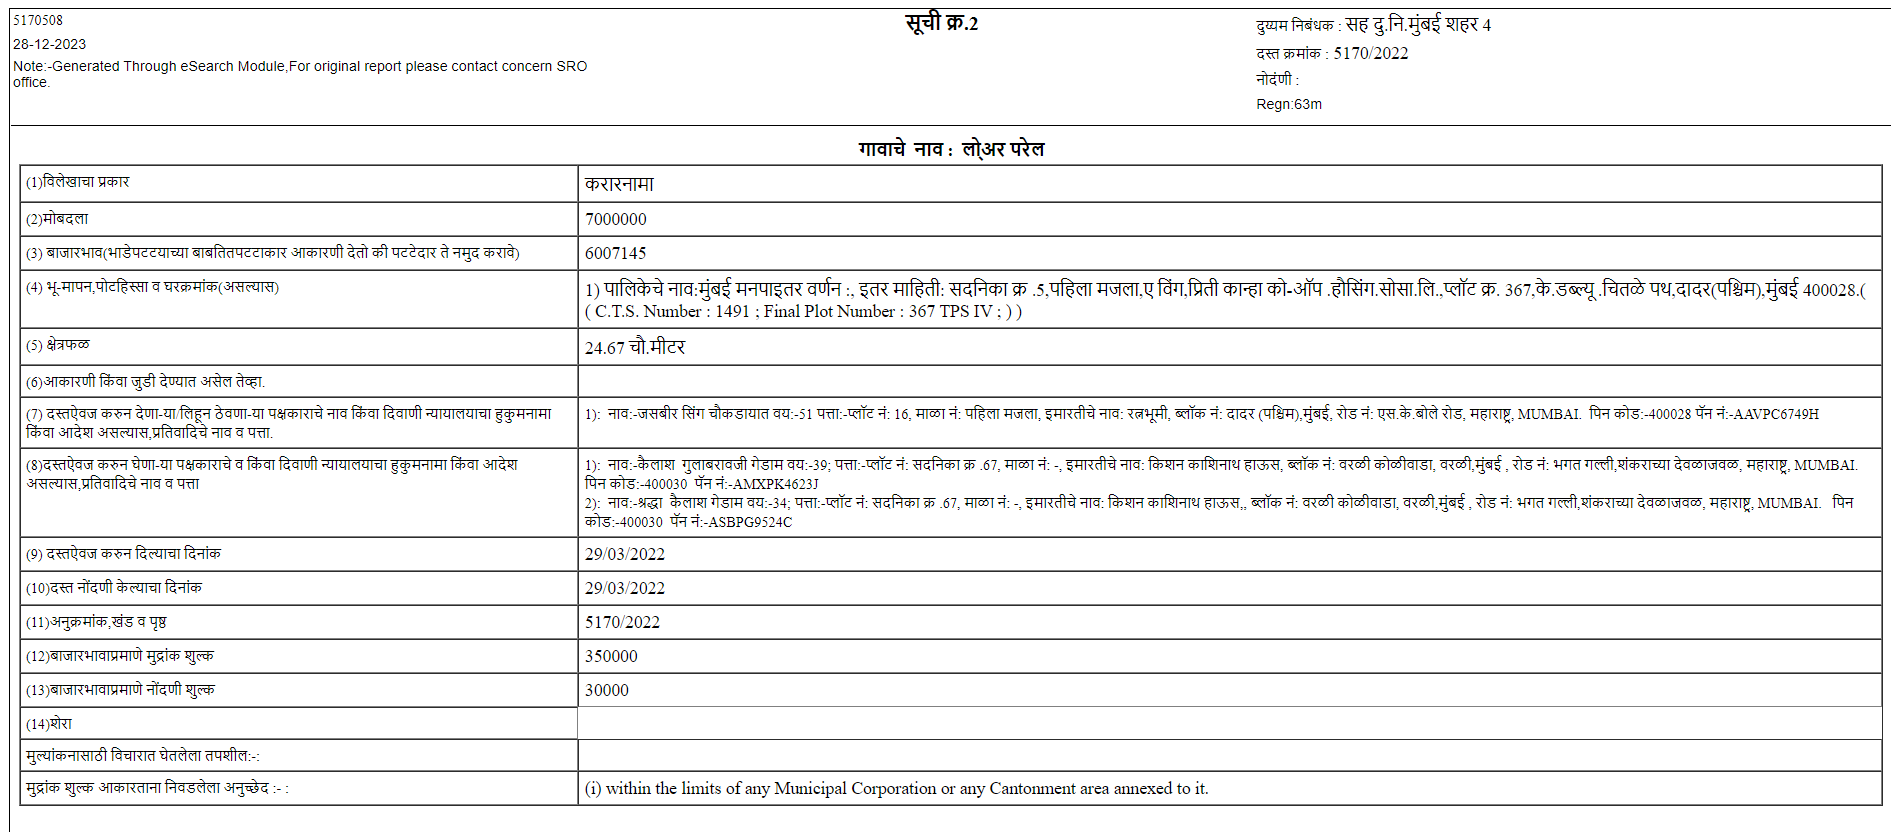 5170508
28-12-2023
Note:-Generated Through eSearch Module,For original report please contact concern SRO
office.
सूची क्र.2
दुय्यम निबंधक : सह दु.नि.मुंबई शहर 4
दस्त क्रमांक : 5170/2022
नोदंणी :
Regn:63m
गावाचे नाव : लो्अर परेल
(1)विलेखाचा प्रकार
करारनामा
(2)मोबदला
7000000
(3) बाजारभाव(भाडेपटटयाच्या बाबतितपटटाकार आकारणी देतो की पटटेदार ते नमुद करावे)
6007145
(4) भू-मापन,पोटहिस्सा व घरक्रमांक(असल्यास)
1) पालिकेचे नाव:मुंबई मनपाइतर वर्णन :, इतर माहिती: सदनिका क्र .5,पहिला मजला,ए विंग,प्रिती कान्हा को-ऑप .हौसिंग.सोसा.लि.,प्लॉट क्र. 367,के.डब्ल्यू .चितळे पथ,दादर(पश्चिम),मुंबई 400028.(
( C.T.S. Number : 1491 ; Final Plot Number : 367 TPS IV ; ) )
(5) क्षेत्रफळ
24.67 चौ.मीटर
(6)आकारणी किंवा जुडी देण्यात असेल तेव्हा.
(7) दस्तऐवज करुन देणा-या/लिहून ठेवणा-या पक्षकाराचे नाव किंवा दिवाणी न्यायालयाचा हुकुमनामा
किंवा आदेश असल्यास,प्रतिवादिचे नाव व पत्ता.
1): नाव:-जसबीर सिंग चौकडायात वय:-51 पत्ता:-प्लॉट नं: 16, माळा नं: पहिला मजला, इमारतीचे नाव: रत्नभूमी, ब्लॉक नं: दादर (पश्चिम),मुंबई, रोड नं: एस.के.बोले रोड, महाराष्ट्र, MUMBAI. पिन कोड:-400028 पॅन नं:-AAVPC6749H
(8)दस्तऐवज करुन घेणा-या पक्षकाराचे व किंवा दिवाणी न्यायालयाचा हुकुमनामा किंवा आदेश
असल्यास,प्रतिवादिचे नाव व पत्ता
1): नाव:-कैलाश गुलाबरावजी गेडाम वय:-39; पत्ता:-प्लॉट नं: सदनिका क्र .67, माळा नं: -, इमारतीचे नाव: किशन काशिनाथ हाऊस, ब्लॉक नं: वरळी कोळीवाडा, वरळी,मुंबई , रोड नं: भगत गल्ली,शंकराच्या देवळाजवळ, महाराष्ट्र, MUMBAI.
पिन कोड:-400030 पॅन नं:-AMXPK4623J
2): नाव:-श्रद्धा कैलाश गेडाम वय:-34; पत्ता:-प्लॉट नं: सदनिका क्र .67, माळा नं: -, इमारतीचे नाव: किशन काशिनाथ हाऊस,, ब्लॉक नं: वरळी कोळीवाडा, वरळी,मुंबई , रोड नं: भगत गल्ली,शंकराच्या देवळाजवळ, महाराष्ट्र, MUMBAI. पिन
कोड:-400030 पॅन नं:-ASBPG9524C
(9) दस्तऐवज करुन दिल्याचा दिनांक
29/03/2022
(10)दस्त नोंदणी केल्याचा दिनांक
29/03/2022
(11)अनुक्रमांक,खंड व पृष्ठ
5170/2022
(12)बाजारभावाप्रमाणे मुद्रांक शुल्क
350000
(13)बाजारभावाप्रमाणे नोंदणी शुल्क
30000
(14)शेरा
मुल्यांकनासाठी विचारात घेतलेला तपशील:-:
मुद्रांक शुल्क आकारताना निवडलेला अनुच्छेद :- :
(i) within the limits of any Municipal Corporation or any Cantonment area annexed to it.